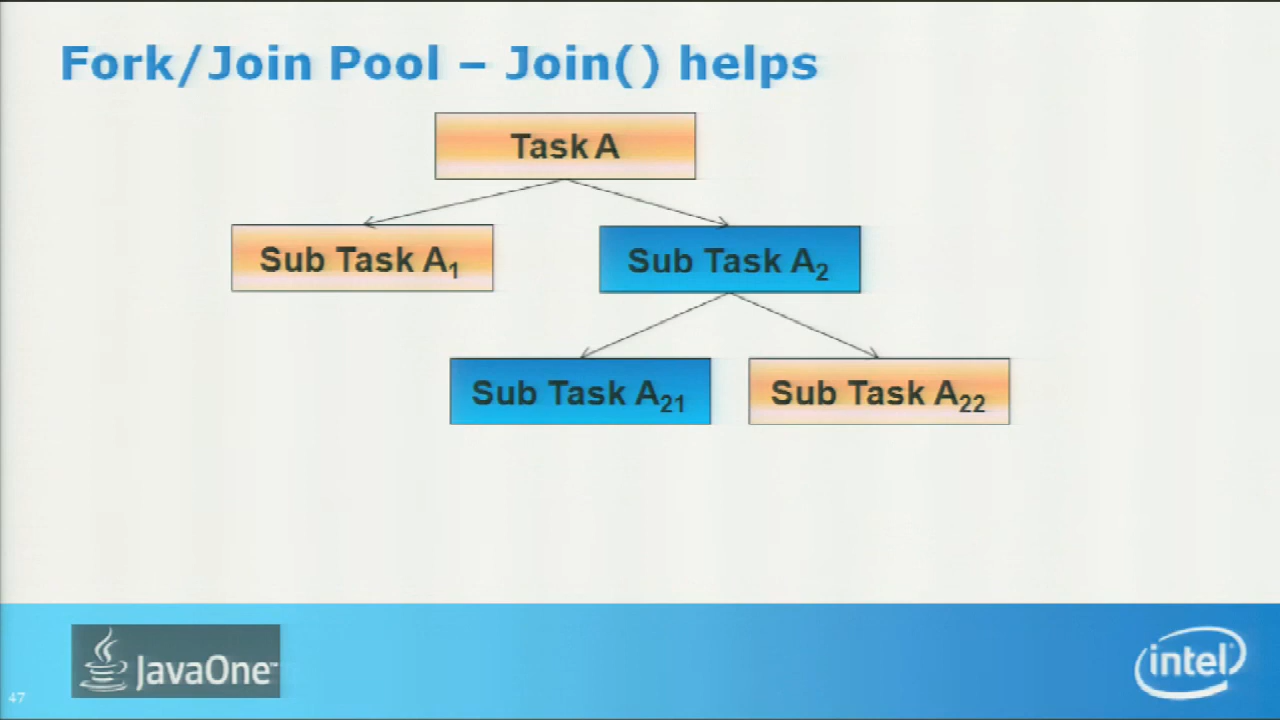 Fork/Join Pool – Join() helps
Task A
Sub Task A₁
Sub Task A₂
Sub Task A₂₁
Sub Task A₂₂
JavaOne™
intel
47